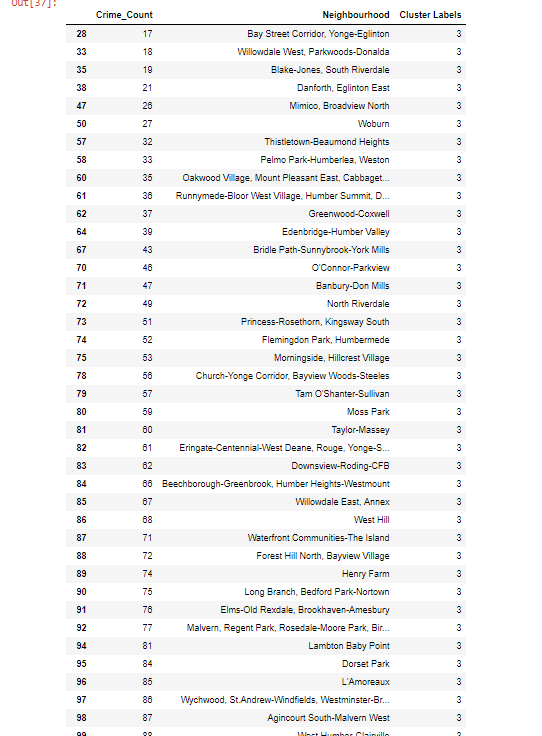 Out[37]:
Crime_Count Neighbourhood Cluster Labels
28 17 Bay Street Corridor, Yonge-Eglinton 3
33 18 Willowdale West, Parkwoods-Donalda 3
35 19 Blake-Jones, South Riverdale 3
38 21 Danforth, Eglinton East 3
47 26 Mimico, Broadview North 3
50 27 Woburn 3
57 32 Thistletown-Beaumond Heights 3
58 33 Pelmo Park-Humberlea, Weston 3
60 35 Oakwood Village, Mount Pleasant East, Cabbaget... 3
61 36 Runnymede-Bloor West Village, Humber Summit, D... 3
62 37 Greenwood-Coxwell 3
64 39 Edenbridge-Humber Valley 3
67 43 Bridle Path-Sunnybrook-York Mills 3
70 46 O'Connor-Parkview 3
71 47 Banbury-Don Mills 3
72 49 North Riverdale 3
73 51 Princess-Rosethorn, Kingsway South 3
74 52 Flemingdon Park, Humbermede 3
75 53 Morningside, Hillcrest Village 3
78 56 Church-Yonge Corridor, Bayview Woods-Steeles 3
79 57 Tam O'Shanter-Sullivan 3
80 59 Moss Park 3
81 60 Taylor-Massey 3
82 61 Eringate-Centennial-West Deane, Rouge, Yonge-S... 3
83 62 Downsview-Roding-CFB 3
84 66 Beechborough-Greenbrook, Humber Heights-Westmount 3
85 67 Willowdale East, Annex 3
86 68 West Hill 3
87 71 Waterfront Communities-The Island 3
88 72 Forest Hill North, Bayview Village 3
89 74 Henry Farm 3
90 75 Long Branch, Bedford Park-Nortown 3
91 76 Elms-Old Rexdale, Brookhaven-Amesbury 3
92 77 Malvern, Regent Park, Rosedale-Moore Park, Bir... 3
94 81 Lambton Baby Point 3
95 84 Dorset Park 3
96 85 L'Amoreaux 3
97 86 Wychwood, St.Andrew-Windfields, Westminster-Br... 3
98 87 Agincourt South-Malvern West 3
99 88 West Humber-Clairville 3